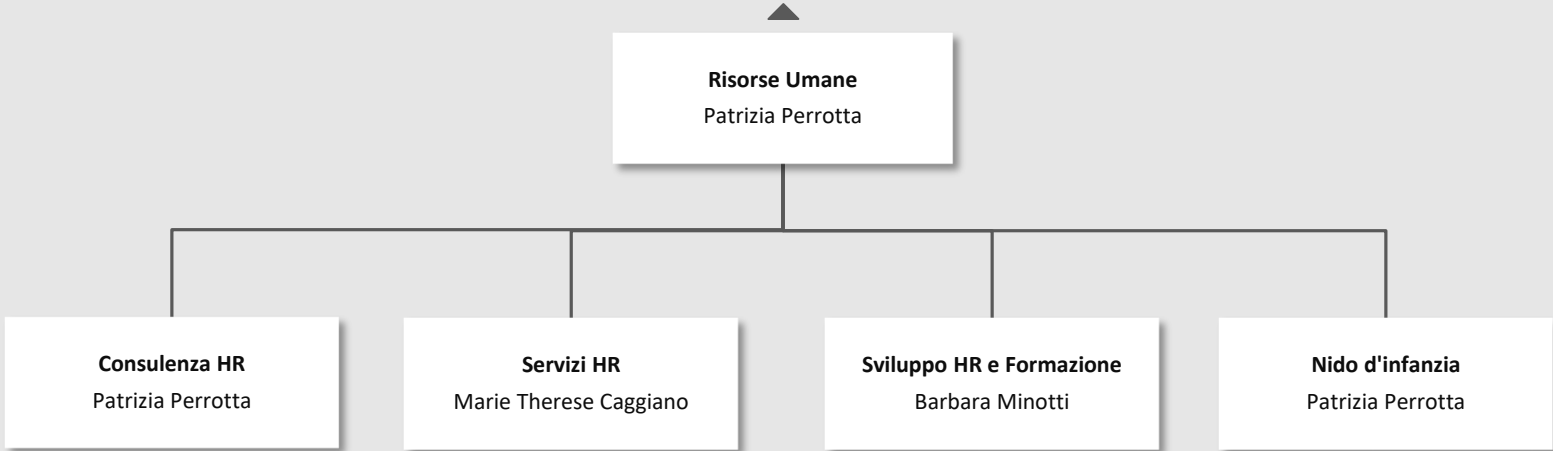 Risorse Umane
Patrizia Perrotta
Consulenza HR
Patrizia Perrotta
Servizi HR
Marie Therese Caggiano
Sviluppo HR e Formazione
Barbara Minotti
Nido d'infanzia
Patrizia Perrotta